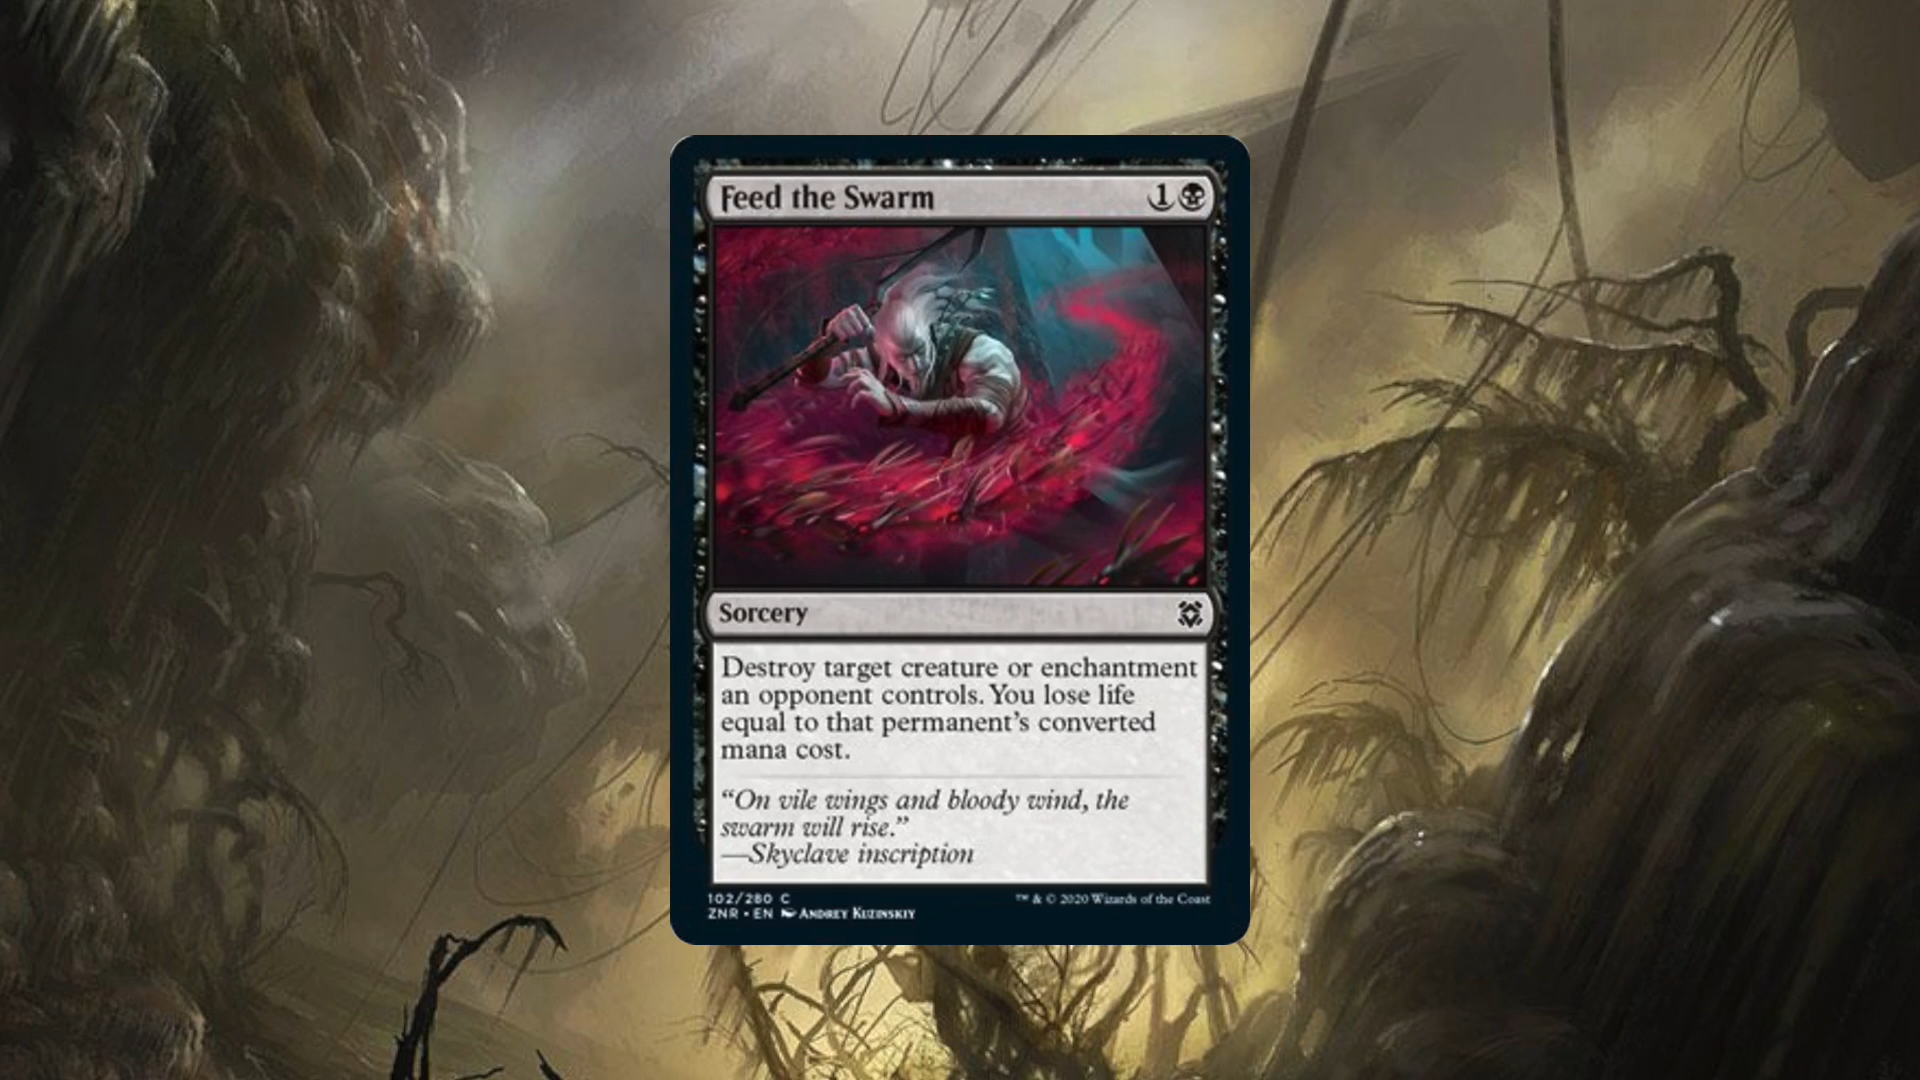 Feed the Swarm 1
Sorcery
Destroy target creature or enchantment
an opponent controls. You lose life
equal to that permanent's converted
mana cost.
"On vile wings and bloody wind, the
swarm will rise."
—Skyclave inscription
102/280 C
ZNR • EN Andrey Kuzinskiy
™ & © 2020 Wizards of the Coast